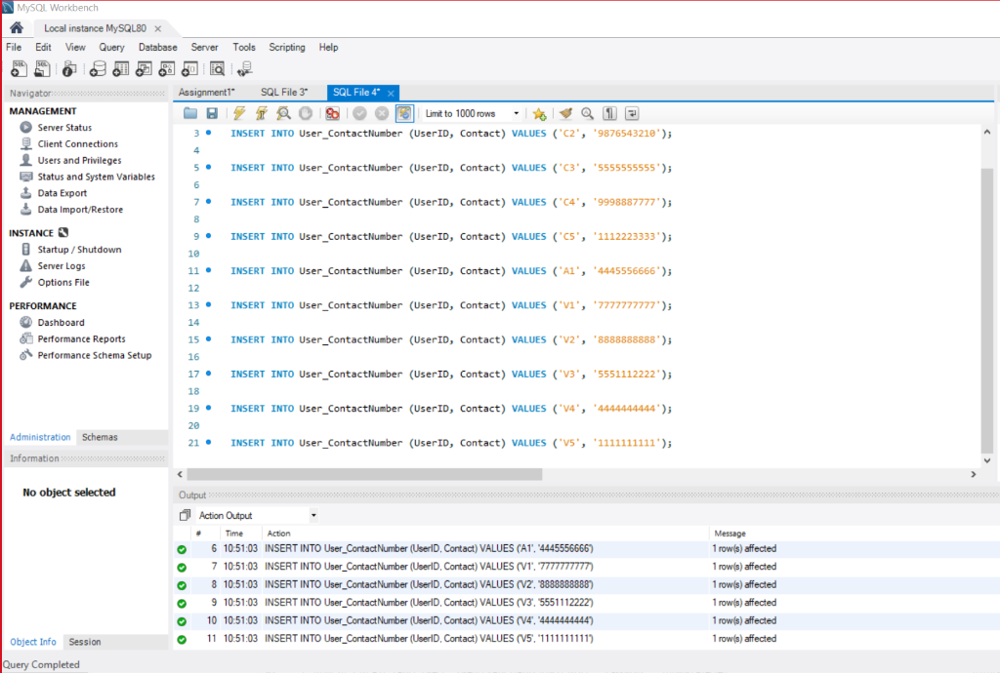 MySQL Workbench
Local instance MySQL80 ×
File Edit View Query Database Server Tools Scripting Help
Navigator
MANAGEMENT
Server Status
Client Connections
Users and Privileges
Status and System Variables
Data Export
Data Import/Restore
INSTANCE
Startup / Shutdown
Server Logs
Options File
PERFORMANCE
Dashboard
Performance Reports
Performance Schema Setup
Administration Schemas
Information
No object selected
Object Info Session
Query Completed
Assignment1* SQL File 3* SQL File 4* ×
Limit to 1000 rows
3 INSERT INTO User_ContactNumber (UserID, Contact) VALUES ('C2', '9876543210');
4
5 INSERT INTO User_ContactNumber (UserID, Contact) VALUES ('C3', '5555555555');
6
7 INSERT INTO User_ContactNumber (UserID, Contact) VALUES ('C4', '9998887777');
8
9 INSERT INTO User_ContactNumber (UserID, Contact) VALUES ('C5', '1112223333');
10
11 INSERT INTO User_ContactNumber (UserID, Contact) VALUES ('A1', '4445556666');
12
13 INSERT INTO User_ContactNumber (UserID, Contact) VALUES ('V1', '7777777777');
14
15 INSERT INTO User_ContactNumber (UserID, Contact) VALUES ('V2', '8888888888');
16
17 INSERT INTO User_ContactNumber (UserID, Contact) VALUES ('V3', '5551112222');
18
19 INSERT INTO User_ContactNumber (UserID, Contact) VALUES ('V4', '4444444444');
20
21 INSERT INTO User_ContactNumber (UserID, Contact) VALUES ('V5', '1111111111');
Output
Action Output
# Time Action Message
6 10:51:03 INSERT INTO User_ContactNumber (UserID, Contact) VALUES ('A1', '4445556666') 1 row(s) affected
7 10:51:03 INSERT INTO User_ContactNumber (UserID, Contact) VALUES ('V1', '7777777777') 1 row(s) affected
8 10:51:03 INSERT INTO User_ContactNumber (UserID, Contact) VALUES ('V2', '8888888888') 1 row(s) affected
9 10:51:03 INSERT INTO User_ContactNumber (UserID, Contact) VALUES ('V3', '5551112222') 1 row(s) affected
10 10:51:03 INSERT INTO User_ContactNumber (UserID, Contact) VALUES ('V4', '4444444444') 1 row(s) affected
11 10:51:03 INSERT INTO User_ContactNumber (UserID, Contact) VALUES ('V5', '1111111111') 1 row(s) affected